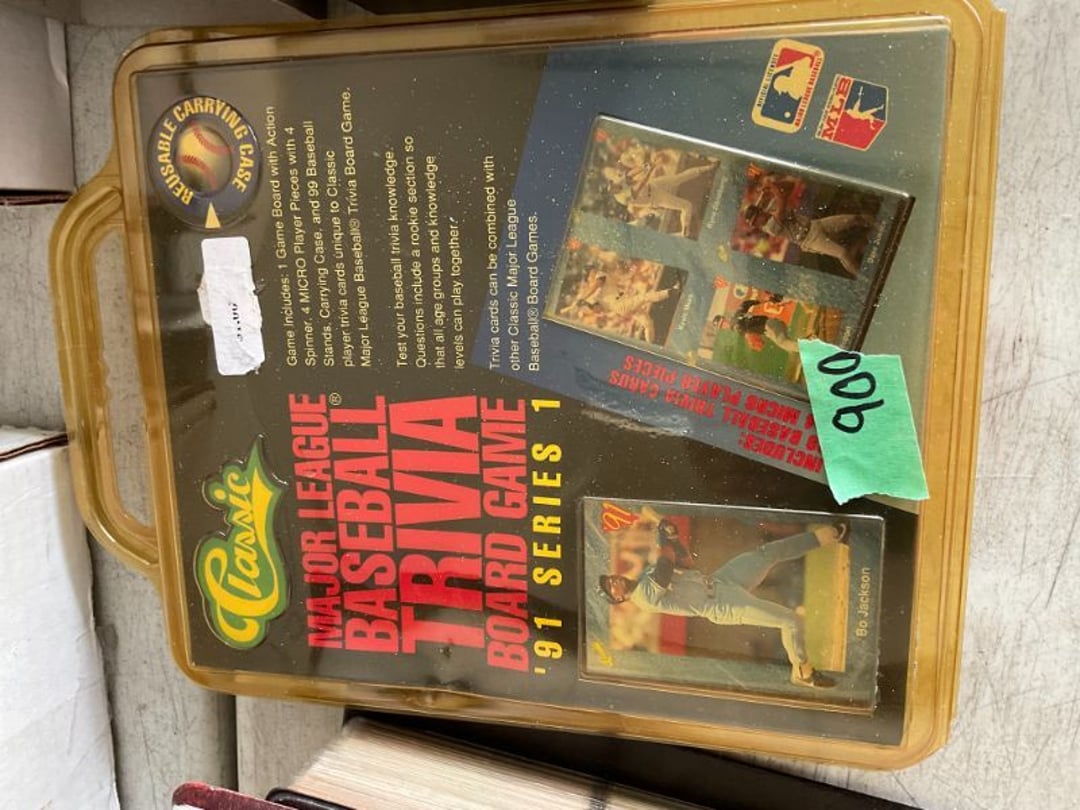 Classic
MAJOR LEAGUE
BASEBALL®
TRIVIA
BOARD GAME
'91 SERIES 1
REUSABLE CARRYING CASE
Game Includes: 1 Game Board with Action
Spinner, 4 MICRO Player Pieces with 4
Stands, Carrying Case, and 99 Baseball
player trivia cards unique to Classic
Major League Baseball® Trivia Board Game.
Test your baseball trivia knowledge.
Questions include a rookie section so
that all age groups and knowledge
levels can play together.
Trivia cards can be combined with
other Classic Major League
Baseball® Board Games.
INCLUDES:
BASEBALL TRIVIA CARDS
4 MICRO PLAYER PIECES
'91
Bo Jackson
900
MLB